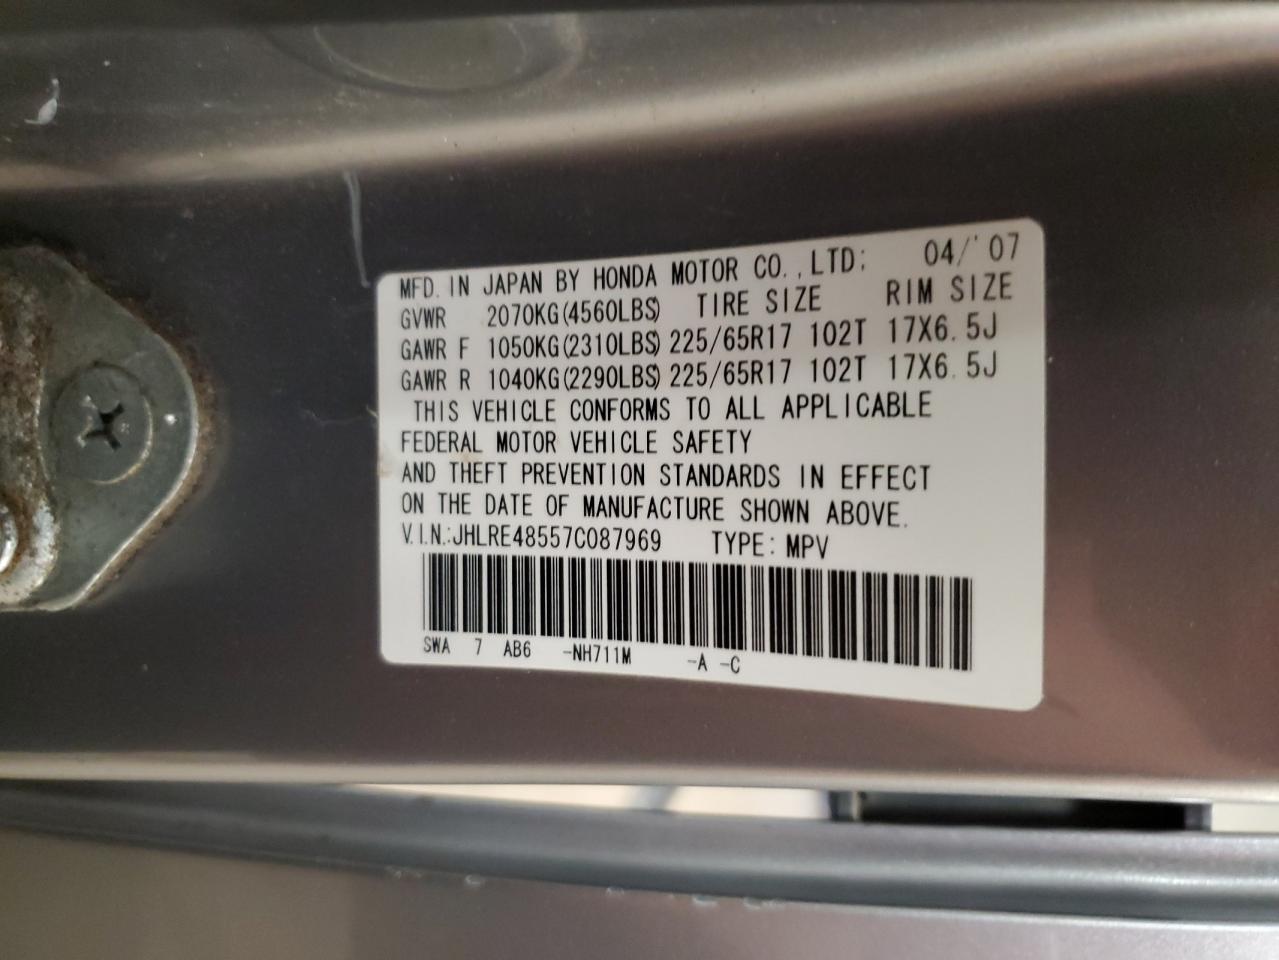 MFD. IN JAPAN BY HONDA MOTOR CO., LTD: 04/'07
GVWR 2070KG(4560LBS) TIRE SIZE RIM SIZE
GAWR F 1050KG(2310LBS) 225/65R17 102T 17X6.5J
GAWR R 1040KG(2290LBS) 225/65R17 102T 17X6.5J
THIS VEHICLE CONFORMS TO ALL APPLICABLE
FEDERAL MOTOR VEHICLE SAFETY
AND THEFT PREVENTION STANDARDS IN EFFECT
ON THE DATE OF MANUFACTURE SHOWN ABOVE.
V.I.N.:JHLRE48557C087969 TYPE: MPV
SWA 7 AB6 -NH711M -A -C